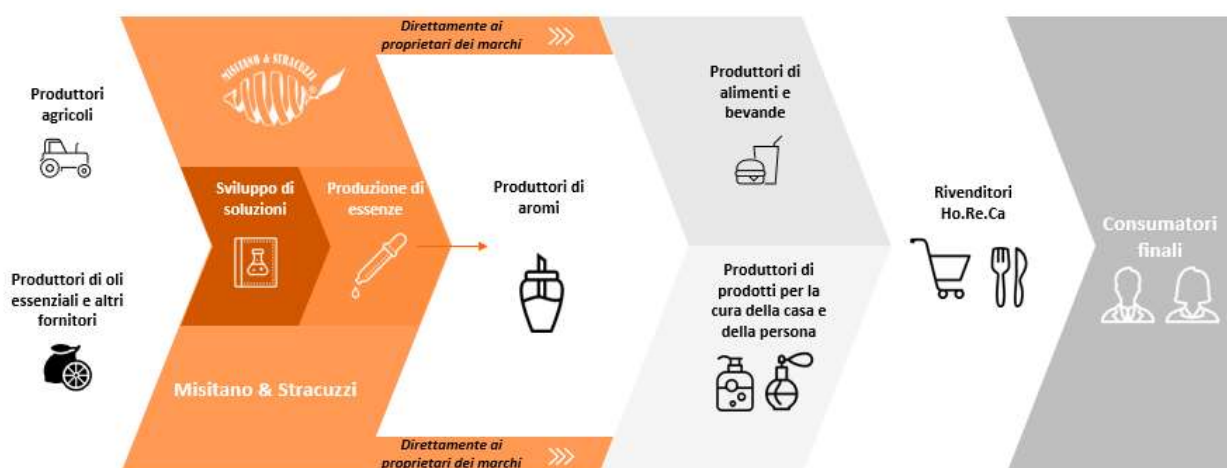 Direttamente ai
proprietari dei marchi
MISITANO & STRACUZZI
Produttori
agricoli
Produttori di oli
essenziali e altri
fornitori
Sviluppo di
soluzioni
Produzione di
essenze
Misitano & Stracuzzi
Produttori di
aromi
Produttori di
alimenti e
bevande
Produttori di
prodotti per la
cura della casa e
della persona
Rivenditori
Ho.Re.Ca
Consumatori
finali
Direttamente ai
proprietari dei marchi